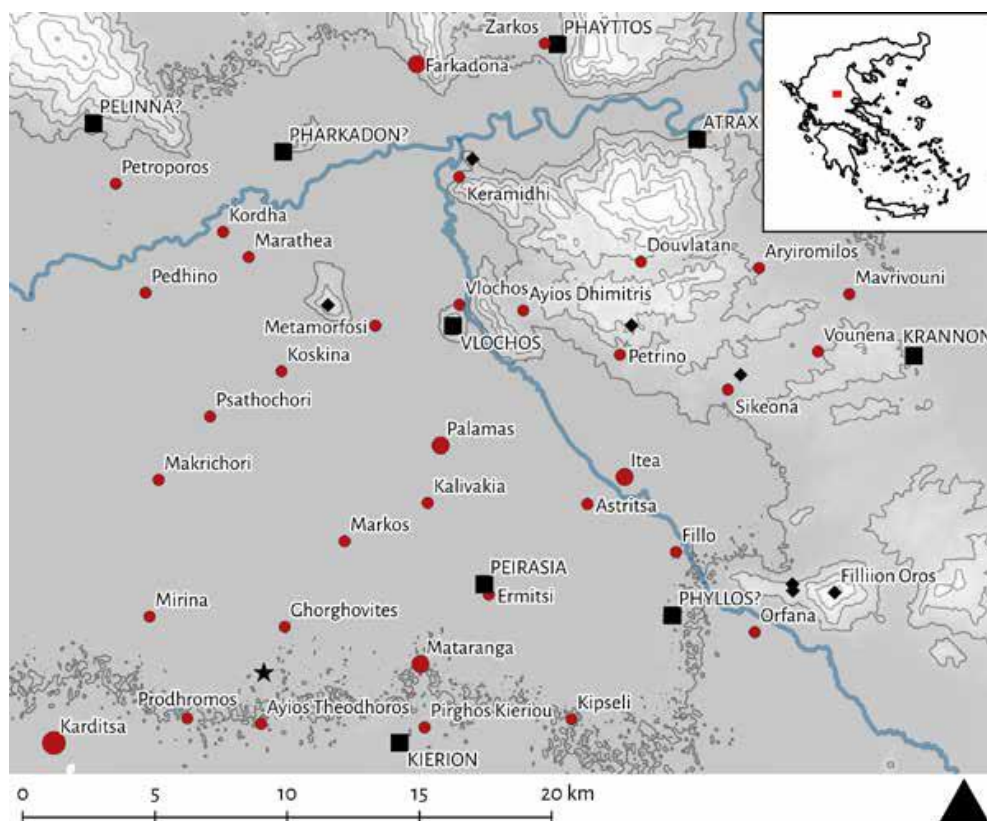 Zarkos
PHAYTTOS
Farkadona
PELINNA?
PHARKADON?
ATRAX
Petroporos
Keramidhi
Kordha
Marathea
Douvlatan
Aryiromilos
Pedhino
Mavrivouni
Vlochos
Ayios Dhimitris
Metamorfosi
VLOCHOS
Vounena
KRANNON
Koskina
Petrino
Psathochori
Sikeona
Palamas
Makrichori
Itea
Kalivakia
Astritsa
Markos
Fillo
PEIRASIA
Filliion Oros
Ermitsi
PHYLLOS?
Mirina
Ghorghovites
Orfana
Mataranga
Prodhromos
Ayios Theodhoros
Pirghos Kieriou
Kipseli
Karditsa
KIERION
0 5 10 15 20 km